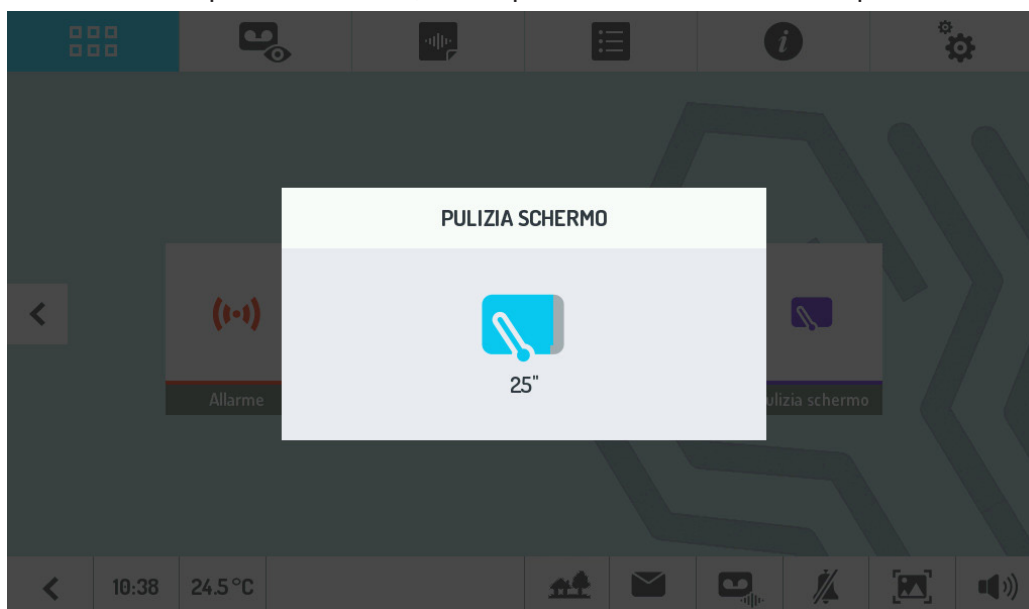 PULIZIA SCHERMO
25"
Allarme
ulizia schermo
10:38
24.5 °C